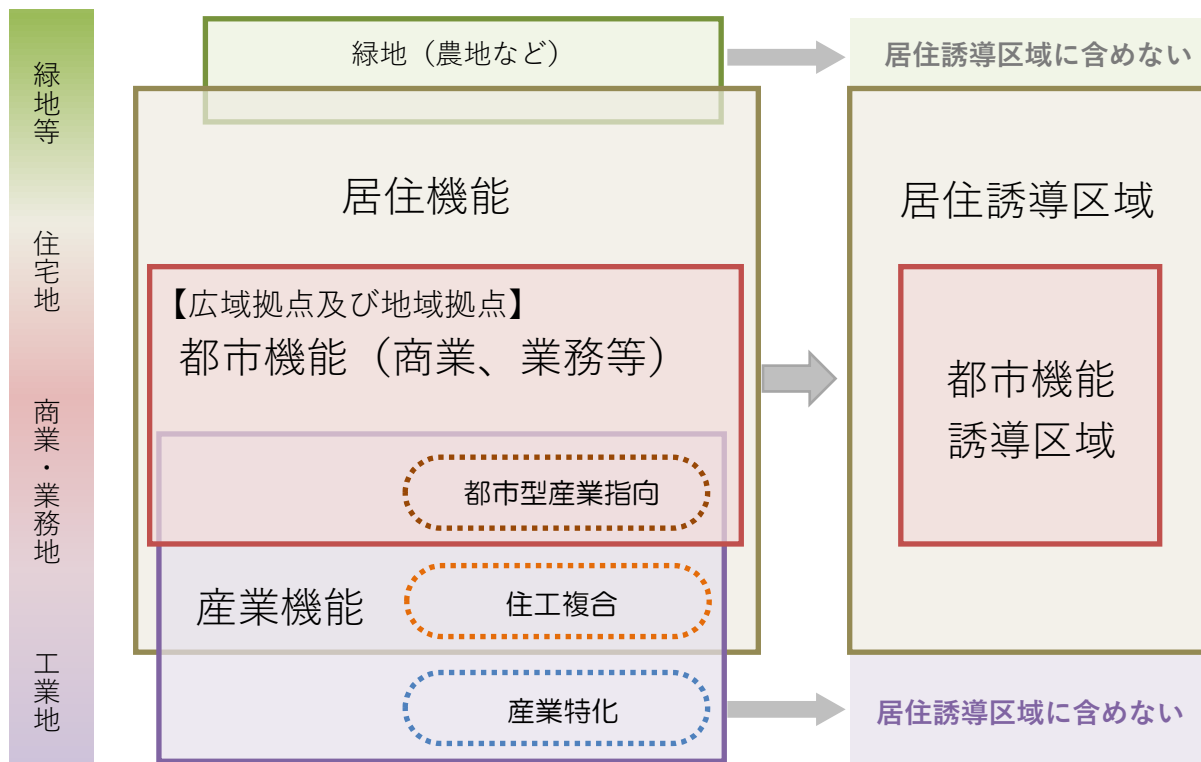 緑地等
住宅地
商業・業務地
工業地
緑地（農地など）
居住機能
【広域拠点及び地域拠点】
都市機能（商業、業務等）
都市型産業指向
産業機能
住工複合
産業特化
居住誘導区域に含めない
居住誘導区域
都市機能
誘導区域
居住誘導区域に含めない